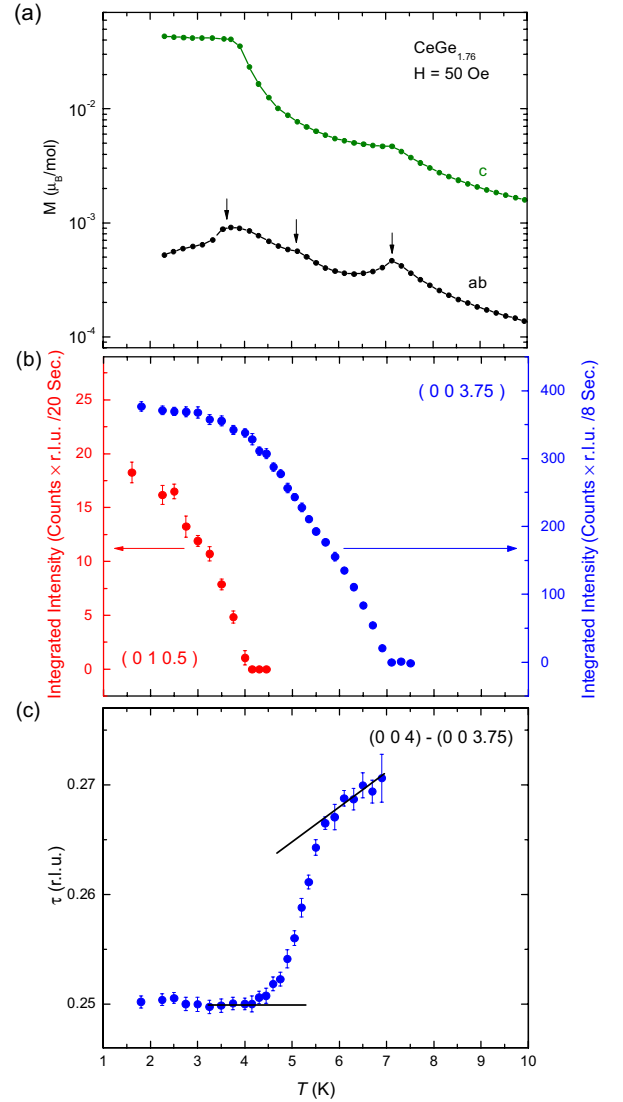 (a)
CeGe1.76
H = 50 Oe
c
ab
M (μB/mol)
10-2
10-3
10-4
(b)
( 0 0 3.75 )
( 0 1 0.5 )
Integrated Intensity (Counts × r.l.u. /20 Sec.)
25
20
15
10
5
0
Integrated Intensity (Counts × r.l.u. /8 Sec.)
400
300
200
100
0
(c)
(0 0 4) - (0 0 3.75)
τ (r.l.u.)
0.27
0.26
0.25
1 2 3 4 5 6 7 8 9 10
T (K)